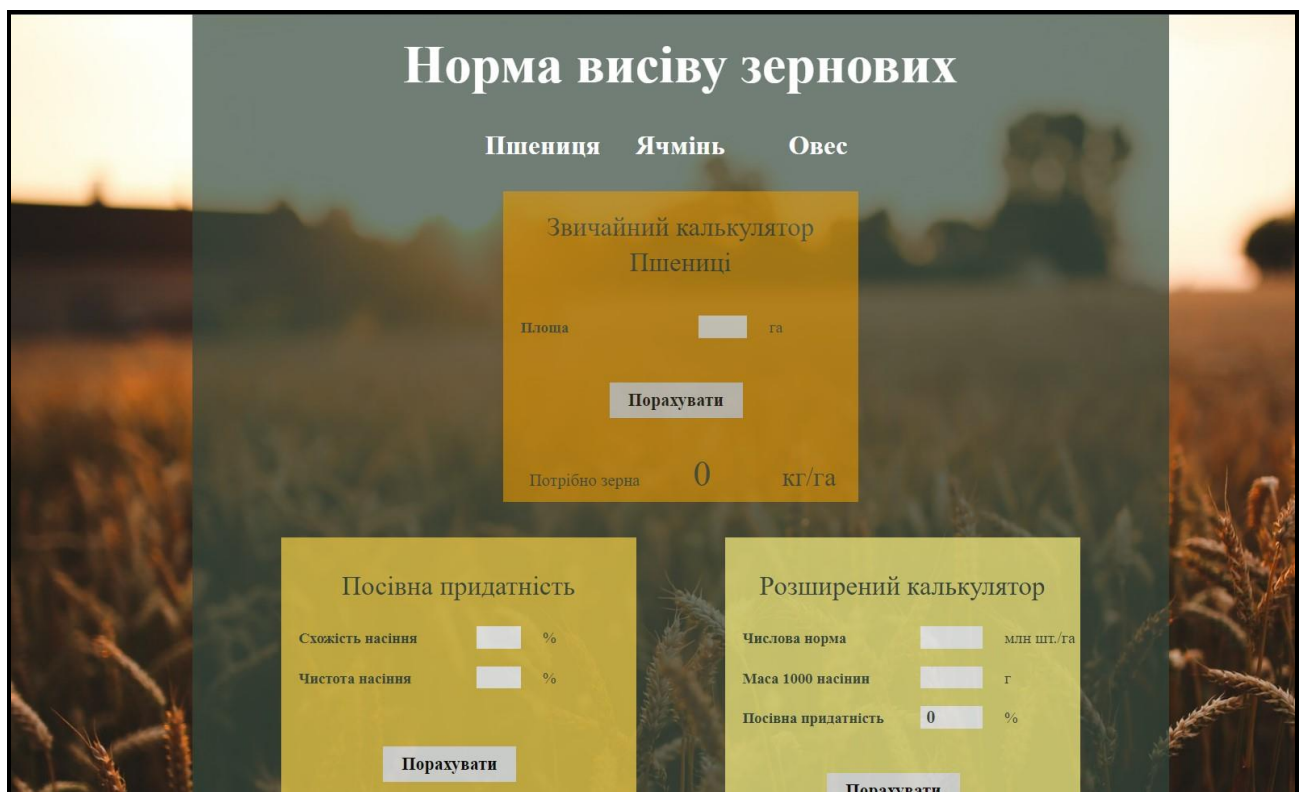 Норма висіву зернових
Пшениця Ячмінь Овес
Звичайний калькулятор
Пшениці
Площа га
Порахувати
Потрібно зерна 0 кг/га
Посівна придатність
Схожість насіння %
Чистота насіння %
Порахувати
Розширений калькулятор
Числова норма млн шт./га
Маса 1000 насінин г
Посівна придатність 0 %
Порахувати